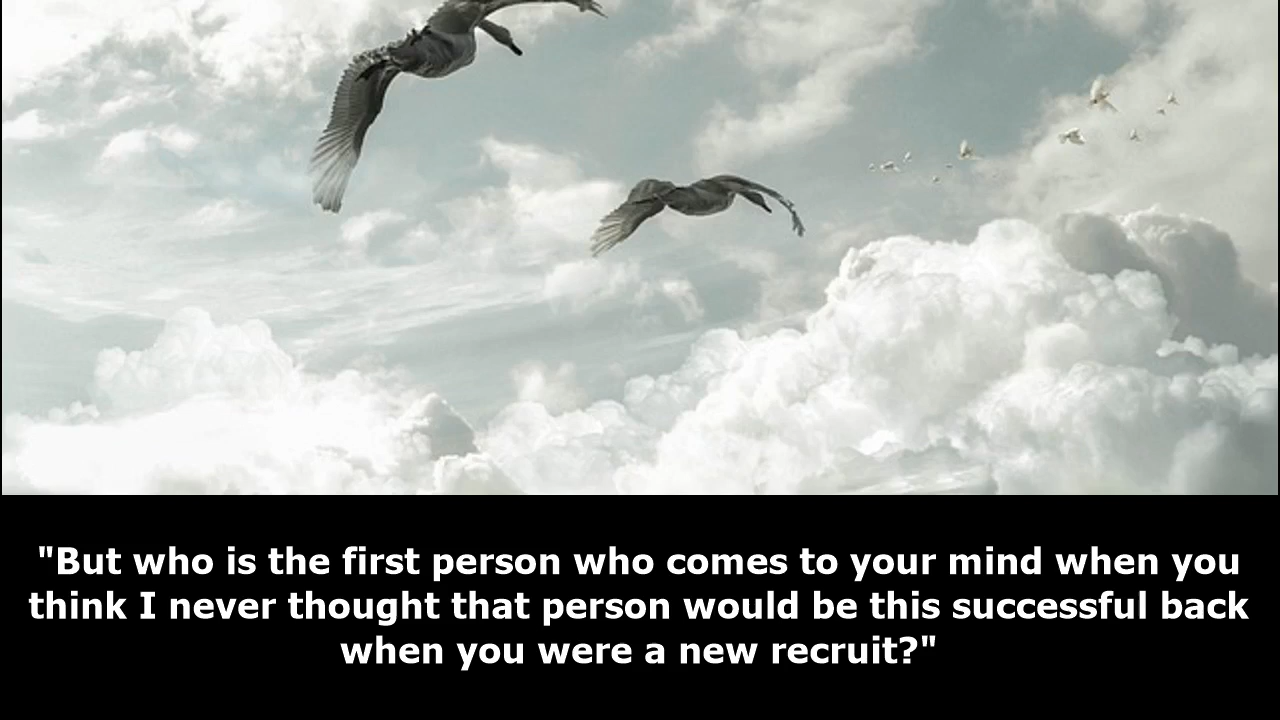 "But who is the first person who comes to your mind when you
think I never thought that person would be this successful back
when you were a new recruit?"